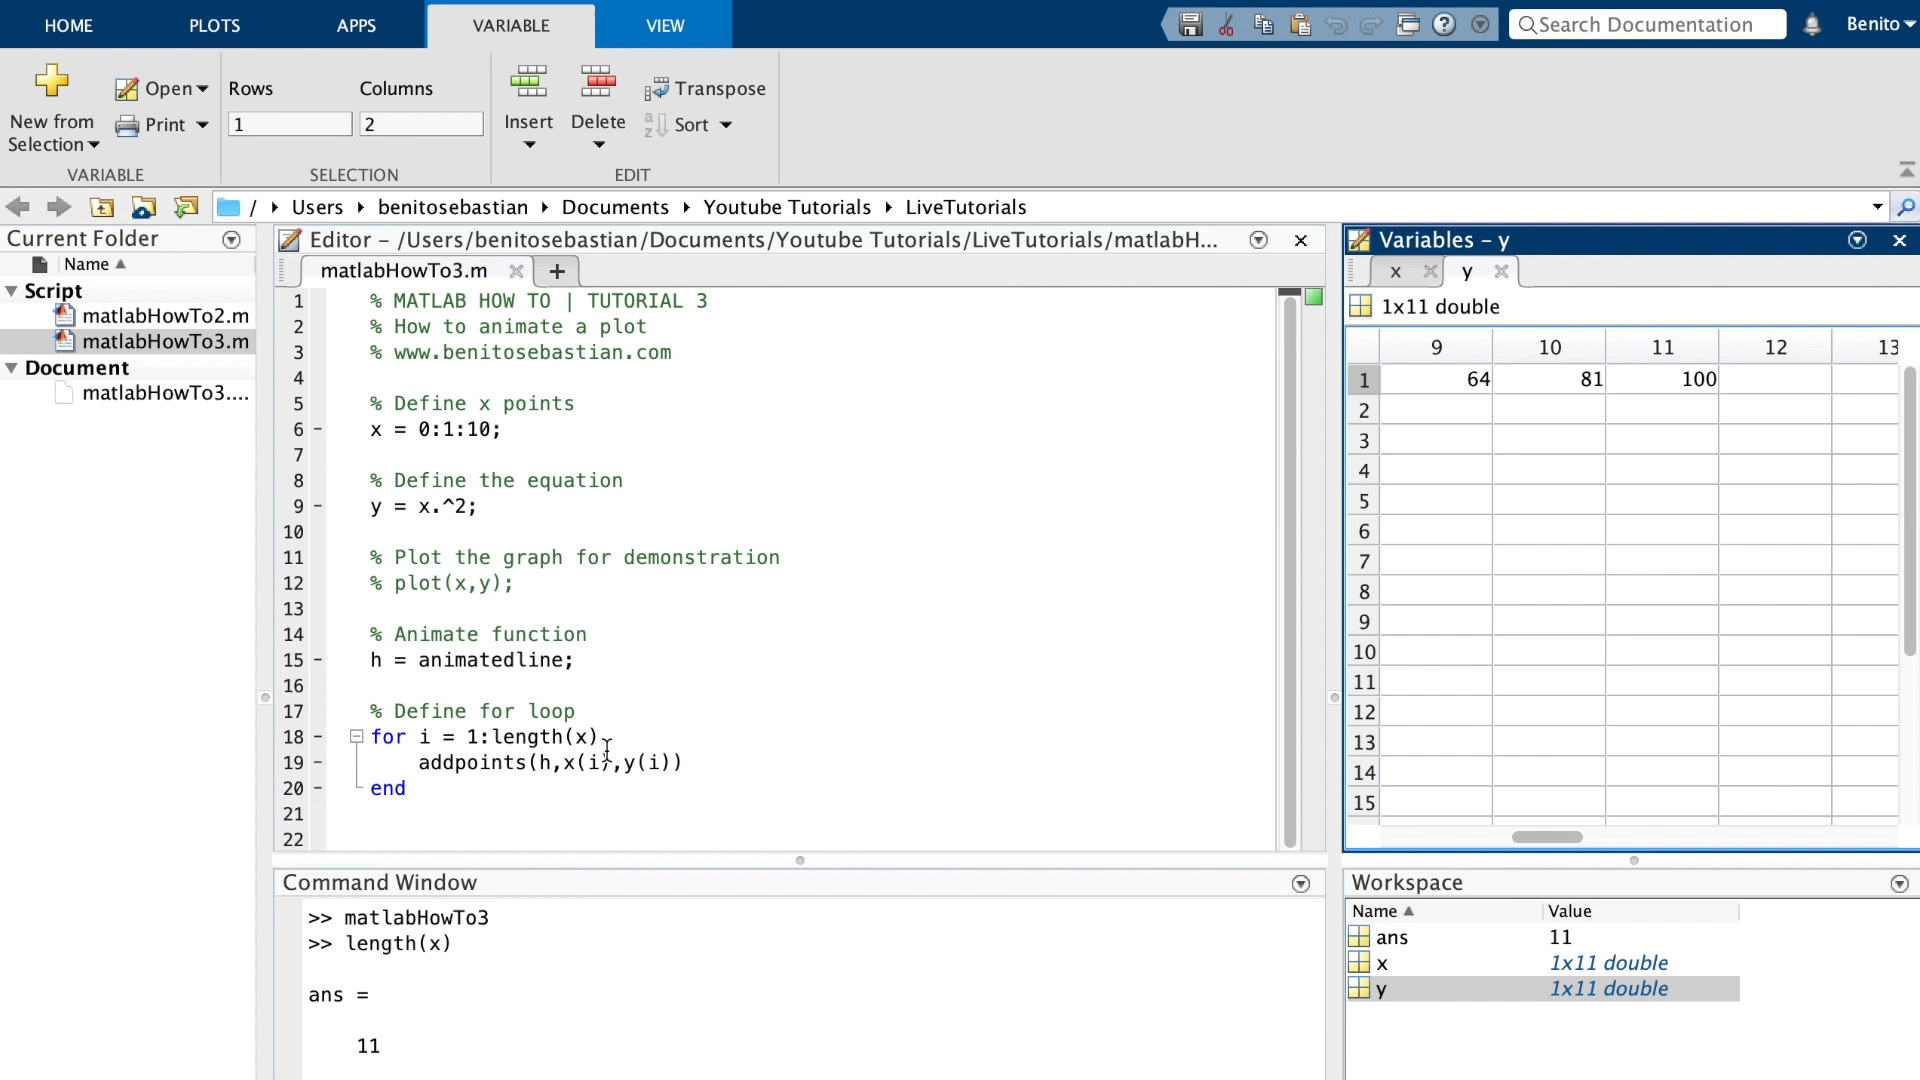 HOME PLOTS APPS VARIABLE VIEW Search Documentation Benito
New from Selection Open Print Rows Columns Insert Delete Transpose Sort
1 2
VARIABLE SELECTION EDIT
/ Users benitosebastian Documents Youtube Tutorials LiveTutorials
Current Folder
Name
Script
matlabHowTo2.m
matlabHowTo3.m
Document
matlabHowTo3....
Editor - /Users/benitosebastian/Documents/Youtube Tutorials/LiveTutorials/matlabH...
matlabHowTo3.m
1 % MATLAB HOW TO | TUTORIAL 3
2 % How to animate a plot
3 % www.benitosebastian.com
4
5 % Define x points
6 - x = 0:1:10;
7
8 % Define the equation
9 - y = x.^2;
10
11 % Plot the graph for demonstration
12 % plot(x,y);
13
14 % Animate function
15 - h = animatedline;
16
17 % Define for loop
18 - for i = 1:length(x)
19 - addpoints(h,x(i),y(i))
20 - end
21
22
Command Window
>> matlabHowTo3
>> length(x)
ans =
11
Variables - y
x y
1x11 double
9 10 11 12 13
1 64 81 100
2
3
4
5
6
7
8
9
10
11
12
13
14
15
Workspace
Name Value
ans 11
x 1x11 double
y 1x11 double